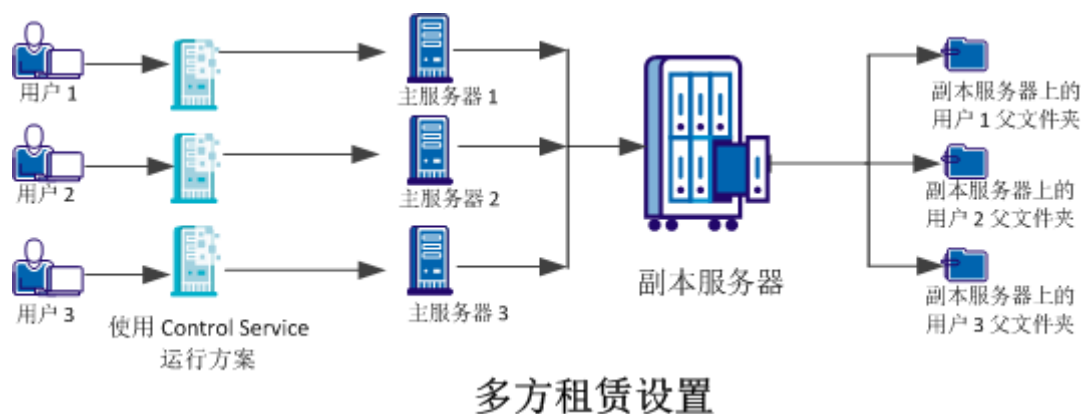 用户 1
主服务器 1
副本服务器上的
用户 1 父文件夹
用户 2
主服务器 2
副本服务器上的
用户 2 父文件夹
用户 3
使用 Control Service
运行方案
主服务器 3
副本服务器
副本服务器上的
用户 3 父文件夹
多方租赁设置